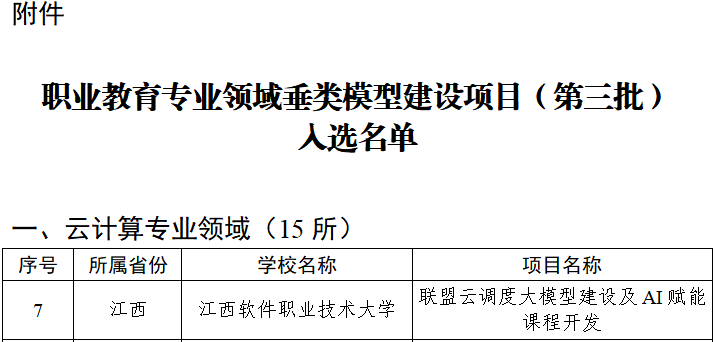 附件
职业教育专业领域垂类模型建设项目（第三批）
入选名单
一、云计算专业领域（15 所）
序号 所属省份 学校名称 项目名称
7 江西 江西软件职业技术大学 联盟云调度大模型建设及 AI 赋能
课程开发